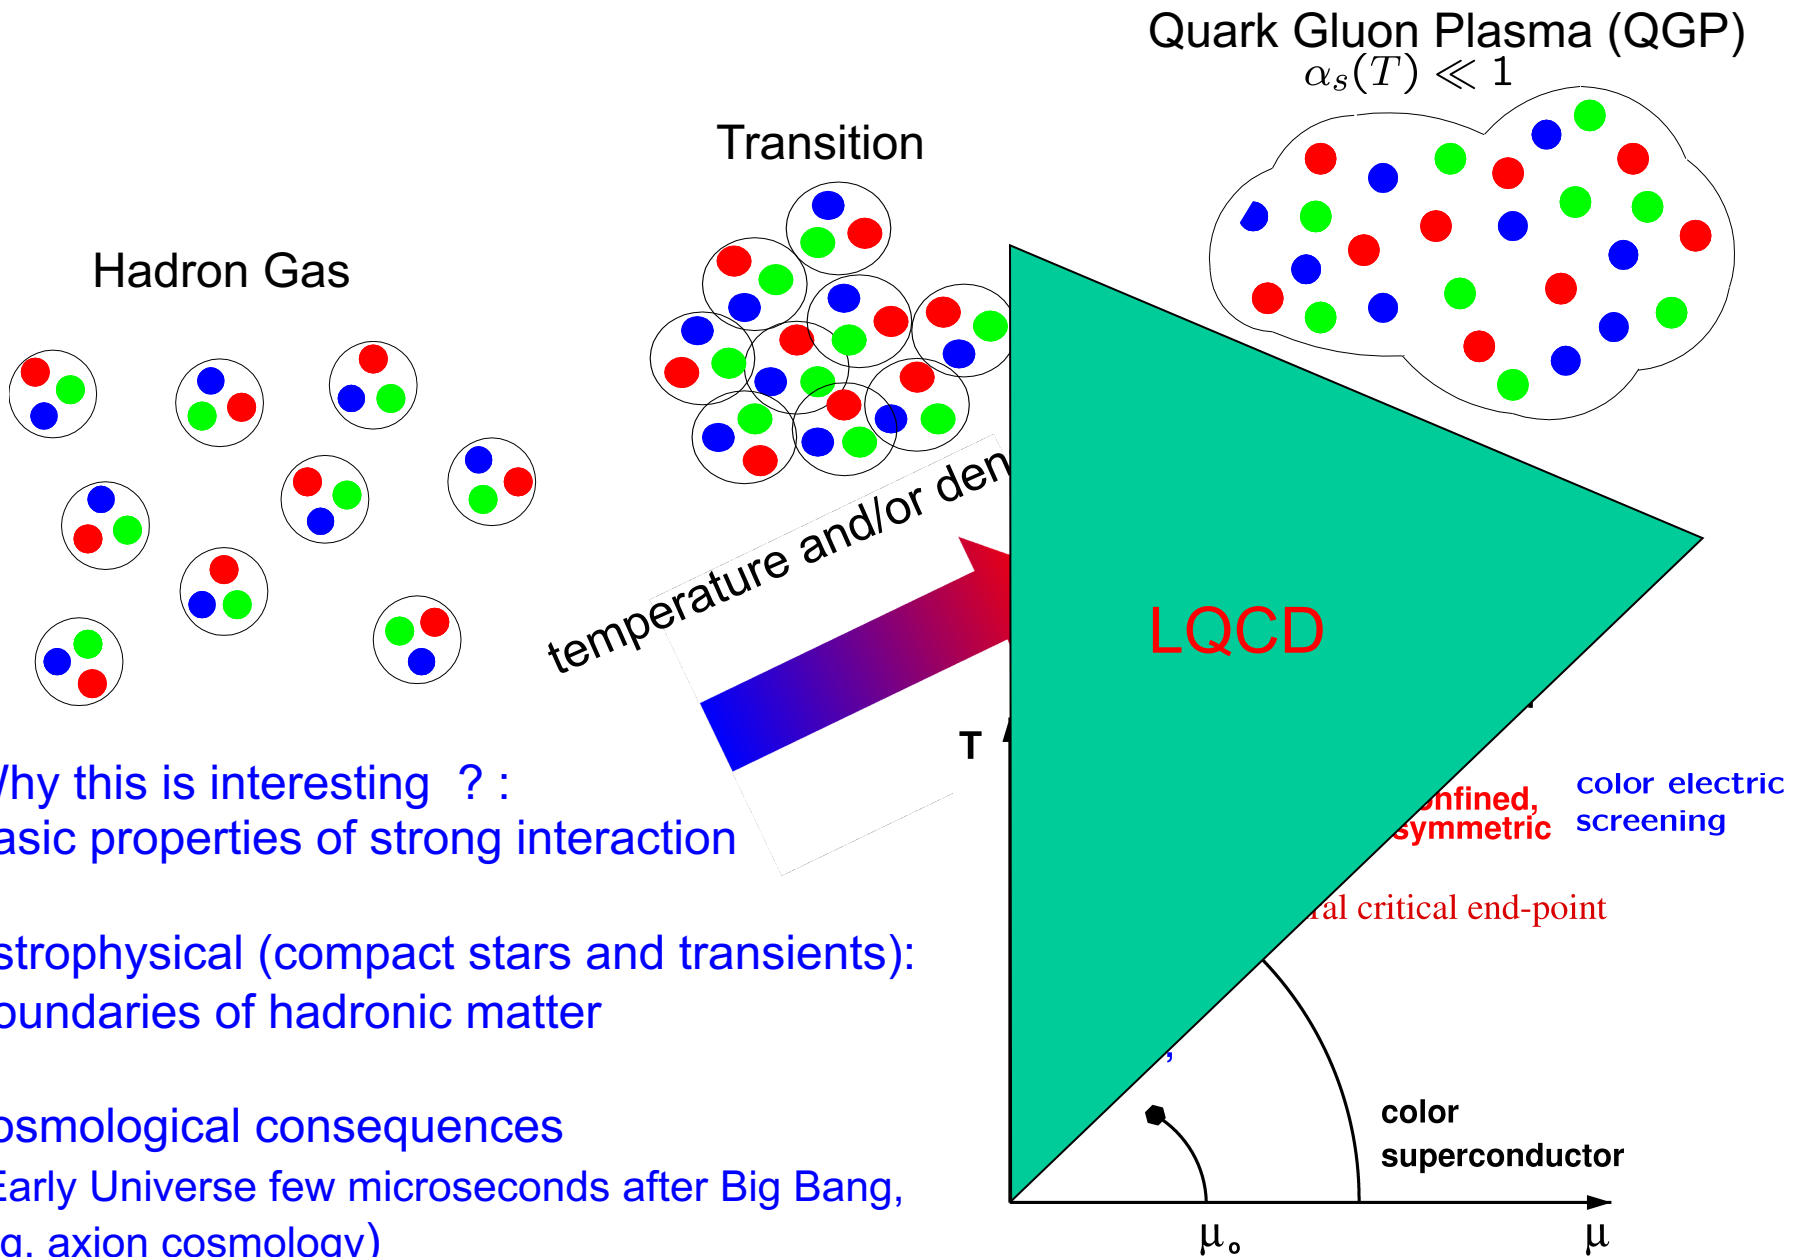 Quark Gluon Plasma (QGP)
αs(T) ≪ 1
Transition
Hadron Gas
temperature and/or den
LQCD
T
Why this is interesting ? :
asic properties of strong interaction
color electric
screening
onfined,
symmetric
ral critical end-point
strophysical (compact stars and transients):
oundaries of hadronic matter
osmological consequences
Early Universe few microseconds after Big Bang,
g. axion cosmology)
color
superconductor
μo
μ